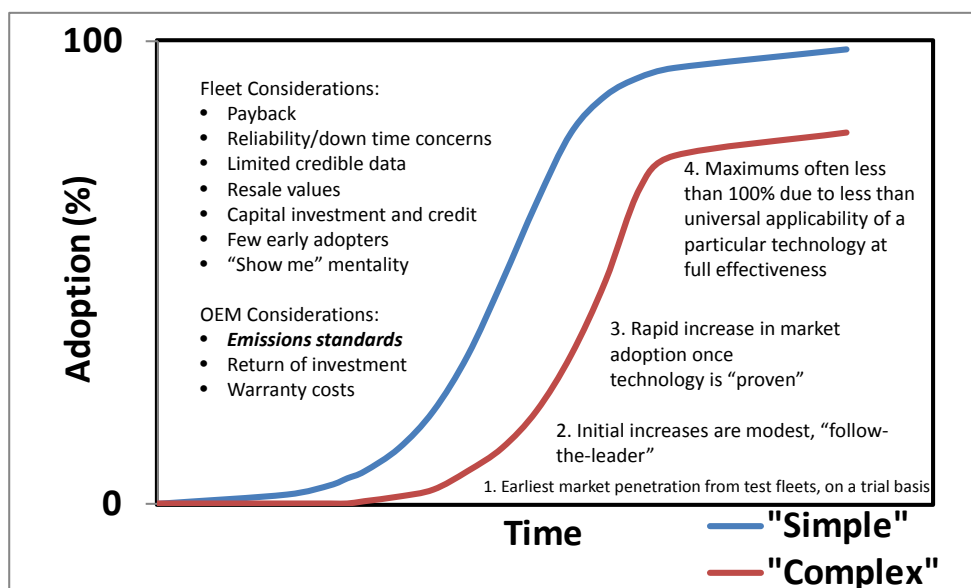 100
Fleet Considerations:
• Payback
• Reliability/down time concerns
• Limited credible data
• Resale values
• Capital investment and credit
• Few early adopters
• “Show me” mentality
OEM Considerations:
• Emissions standards
• Return of investment
• Warranty costs
4. Maximums often less
than 100% due to less than
universal applicability of a
particular technology at
full effectiveness
3. Rapid increase in market
adoption once
technology is “proven”
2. Initial increases are modest, “follow-
the-leader”
1. Earliest market penetration from test fleets, on a trial basis
Adoption (%)
0
Time
"Simple"
"Complex"